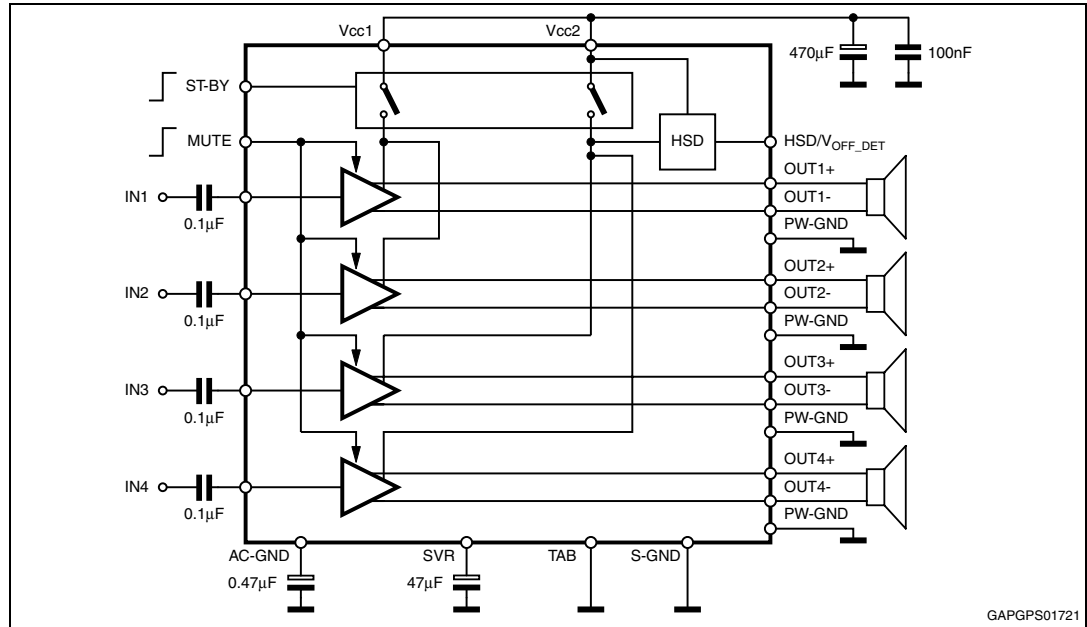 Vcc1
Vcc2
470µF
100nF
ST-BY
MUTE
HSD
HSD/VOFF_DET
OUT1+
IN1
OUT1-
0.1µF
PW-GND
OUT2+
IN2
OUT2-
0.1µF
PW-GND
OUT3+
IN3
OUT3-
0.1µF
PW-GND
OUT4+
IN4
OUT4-
0.1µF
PW-GND
AC-GND
SVR
TAB
S-GND
0.47µF
47µF
GAPGPS01721